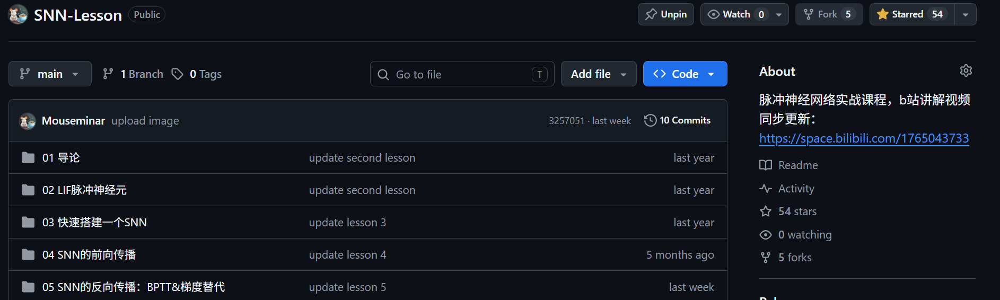 SNN-Lesson Public Unpin Watch 0 Fork 5 Starred 54
main 1 Branch 0 Tags Go to file T Add file Code
Mouseminar upload image 3257051 · last week 10 Commits
01 导论 update second lesson last year
02 LIF脉冲神经元 update second lesson last year
03 快速搭建一个SNN update lesson 3 last year
04 SNN的前向传播 update lesson 4 5 months ago
05 SNN的反向传播：BPTT&梯度替代 update lesson 5 last week
About
脉冲神经网络实战课程，b站讲解视频
同步更新：
https://space.bilibili.com/1765043733
Readme
Activity
54 stars
0 watching
5 forks